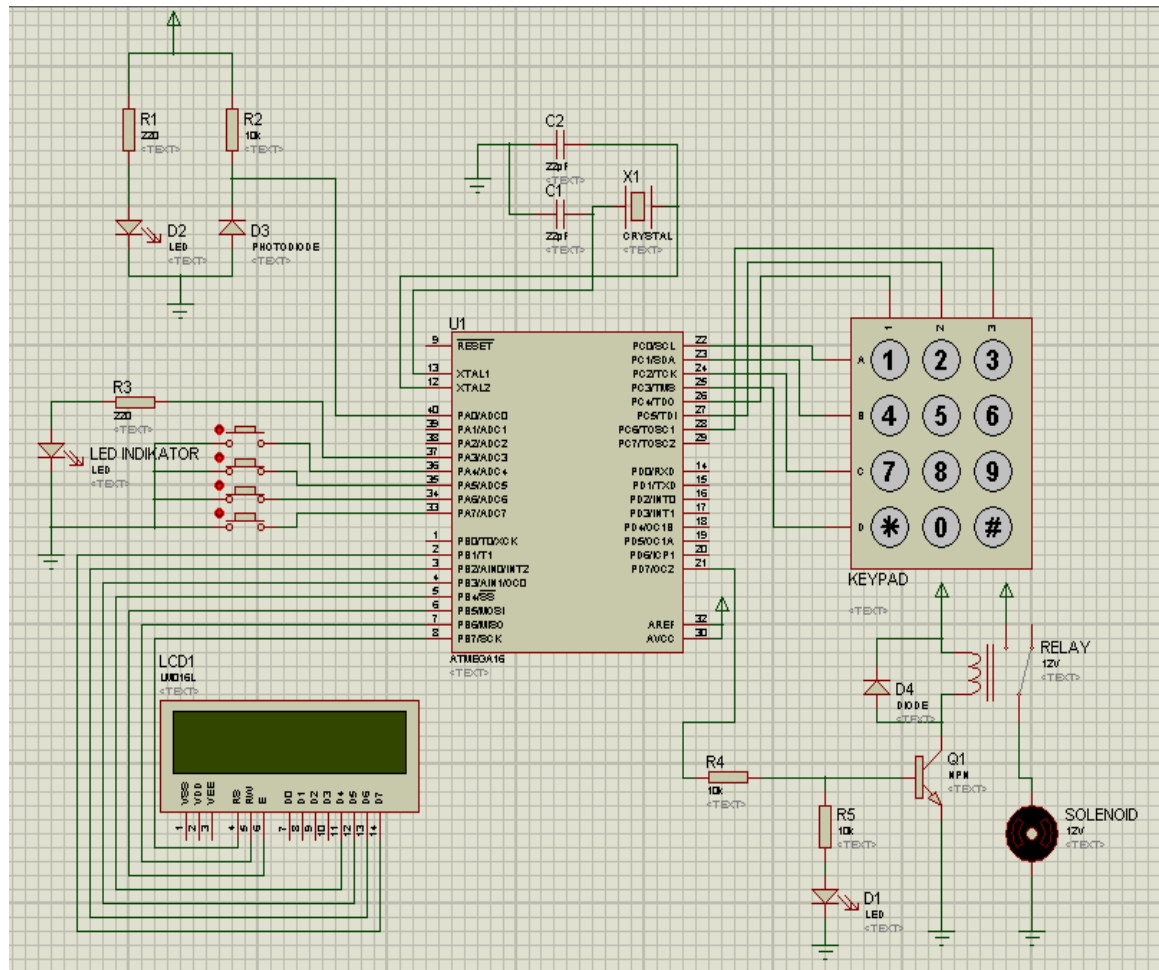 R1
220
<TEXT>
R2
10k
<TEXT>
D2
LED
<TEXT>
D3
PHOTODIODE
<TEXT>
C2
22pF
<TEXT>
C1
22pF
<TEXT>
X1
CRYSTAL
<TEXT>
R3
220
<TEXT>
LED INDIKATOR
LED
<TEXT>
U1
9 RESET
13 XTAL1
12 XTAL2
40 PA0/ADC0
39 PA1/ADC1
38 PA2/ADC2
37 PA3/ADC3
36 PA4/ADC4
35 PA5/ADC5
34 PA6/ADC6
33 PA7/ADC7
1 PB0/T0/XCK
2 PB1/T1
3 PB2/AIN0/INT2
4 PB3/AIN1/OC0
5 PB4/SS
6 PB5/MOSI
7 PB6/MISO
8 PB7/SCK
PC0/SCL 22
PC1/SDA 23
PC2/TCK 24
PC3/TMS 25
PC4/TDO 26
PC5/TDI 27
PC6/TOSC1 28
PC7/TOSC2 29
PD0/RXD 14
PD1/TXD 15
PD2/INT0 16
PD3/INT1 17
PD4/OC1B 18
PD5/OC1A 19
PD6/ICP1 20
PD7/OC2 21
AREF 32
AVCC 30
ATMEGA16
<TEXT>
1 2 3
A 1 2 3
B 4 5 6
C 7 8 9
D * 0 #
KEYPAD
<TEXT>
LCD1
LM016L
<TEXT>
VSS VDD VEE RS RW E D0 D1 D2 D3 D4 D5 D6 D7
1 2 3 4 5 6 7 8 9 10 11 12 13 14
RELAY
12V
<TEXT>
D4
DIODE
<TEXT>
R4
10k
<TEXT>
Q1
NPN
<TEXT>
R5
10k
<TEXT>
SOLENOID
12V
<TEXT>
D1
LED
<TEXT>